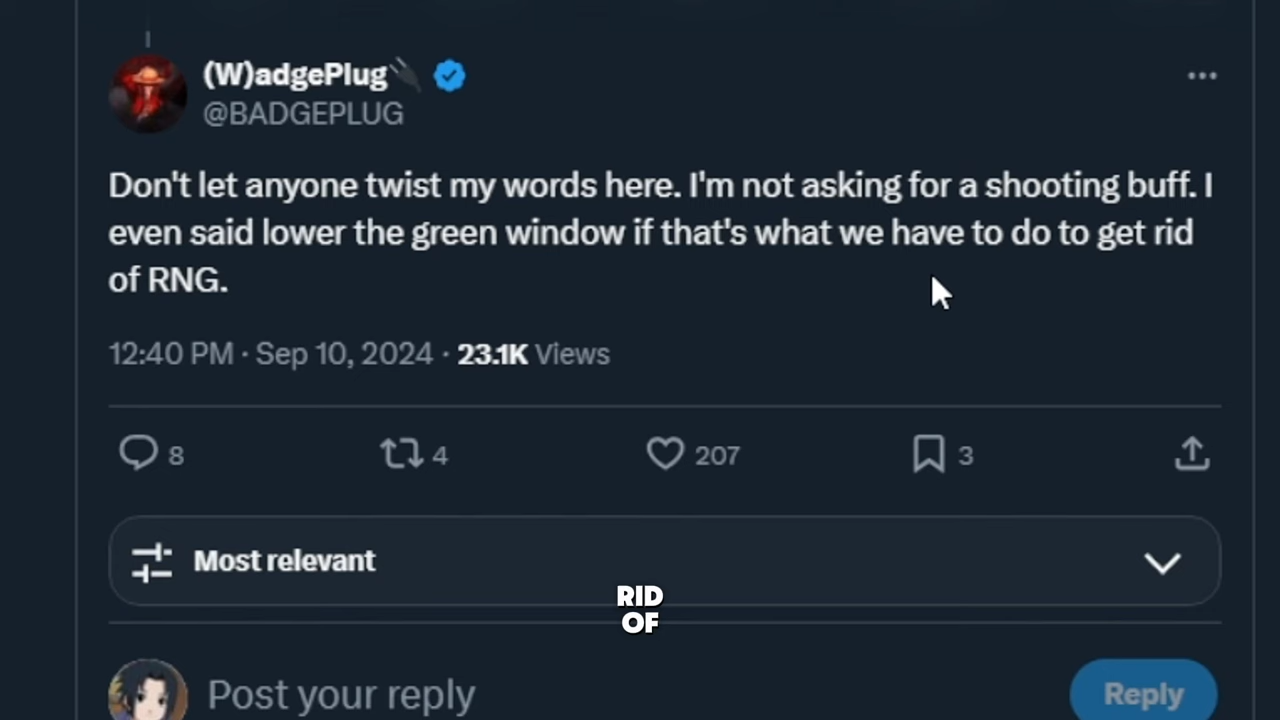 (W)adgePlug🔌
@BADGEPLUG
Don't let anyone twist my words here. I'm not asking for a shooting buff. I
even said lower the green window if that's what we have to do to get rid
of RNG.
12:40 PM · Sep 10, 2024 · 23.1K Views
8 4 207 3
Most relevant
RID
OF
Post your reply Reply